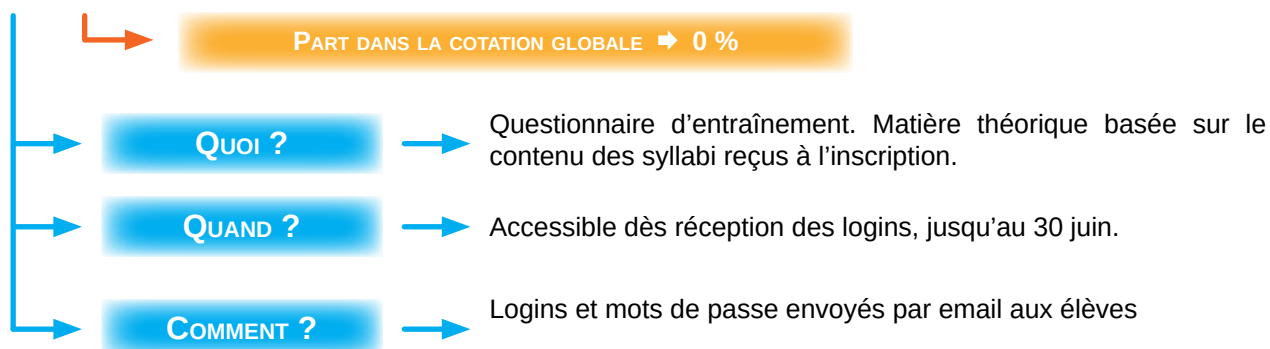 Part dans la cotation globale ➡ 0 %
Quoi ?
Questionnaire d’entraînement. Matière théorique basée sur le
contenu des syllabi reçus à l’inscription.
Quand ?
Accessible dès réception des logins, jusqu’au 30 juin.
Comment ?
Logins et mots de passe envoyés par email aux élèves